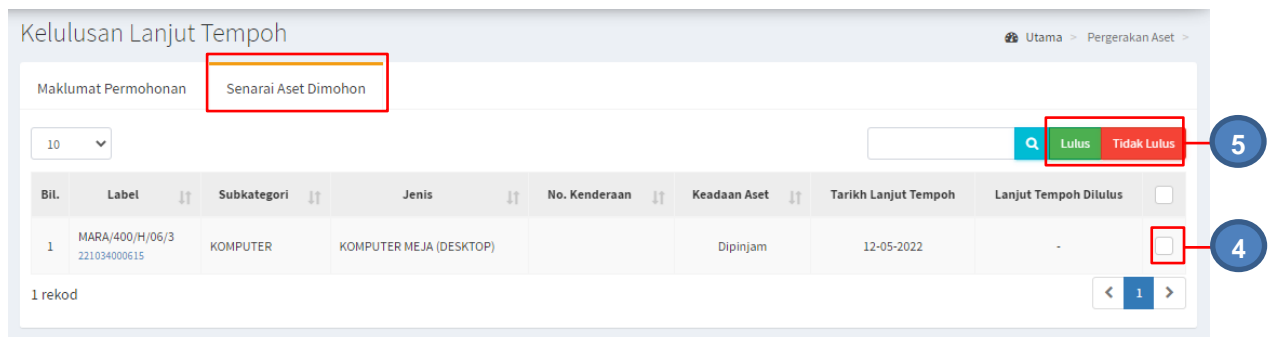 Kelulusan Lanjut Tempoh
Utama > Pergerakan Aset >
Maklumat Permohonan Senarai Aset Dimohon
10
Lulus Tidak Lulus
5
Bil. Label Subkategori Jenis No. Kenderaan Keadaan Aset Tarikh Lanjut Tempoh Lanjut Tempoh Dilulus
1 MARA/400/H/06/3 KOMPUTER KOMPUTER MEJA (DESKTOP) Dipinjam 12-05-2022 -
221034000615
4
1 rekod
< 1 >